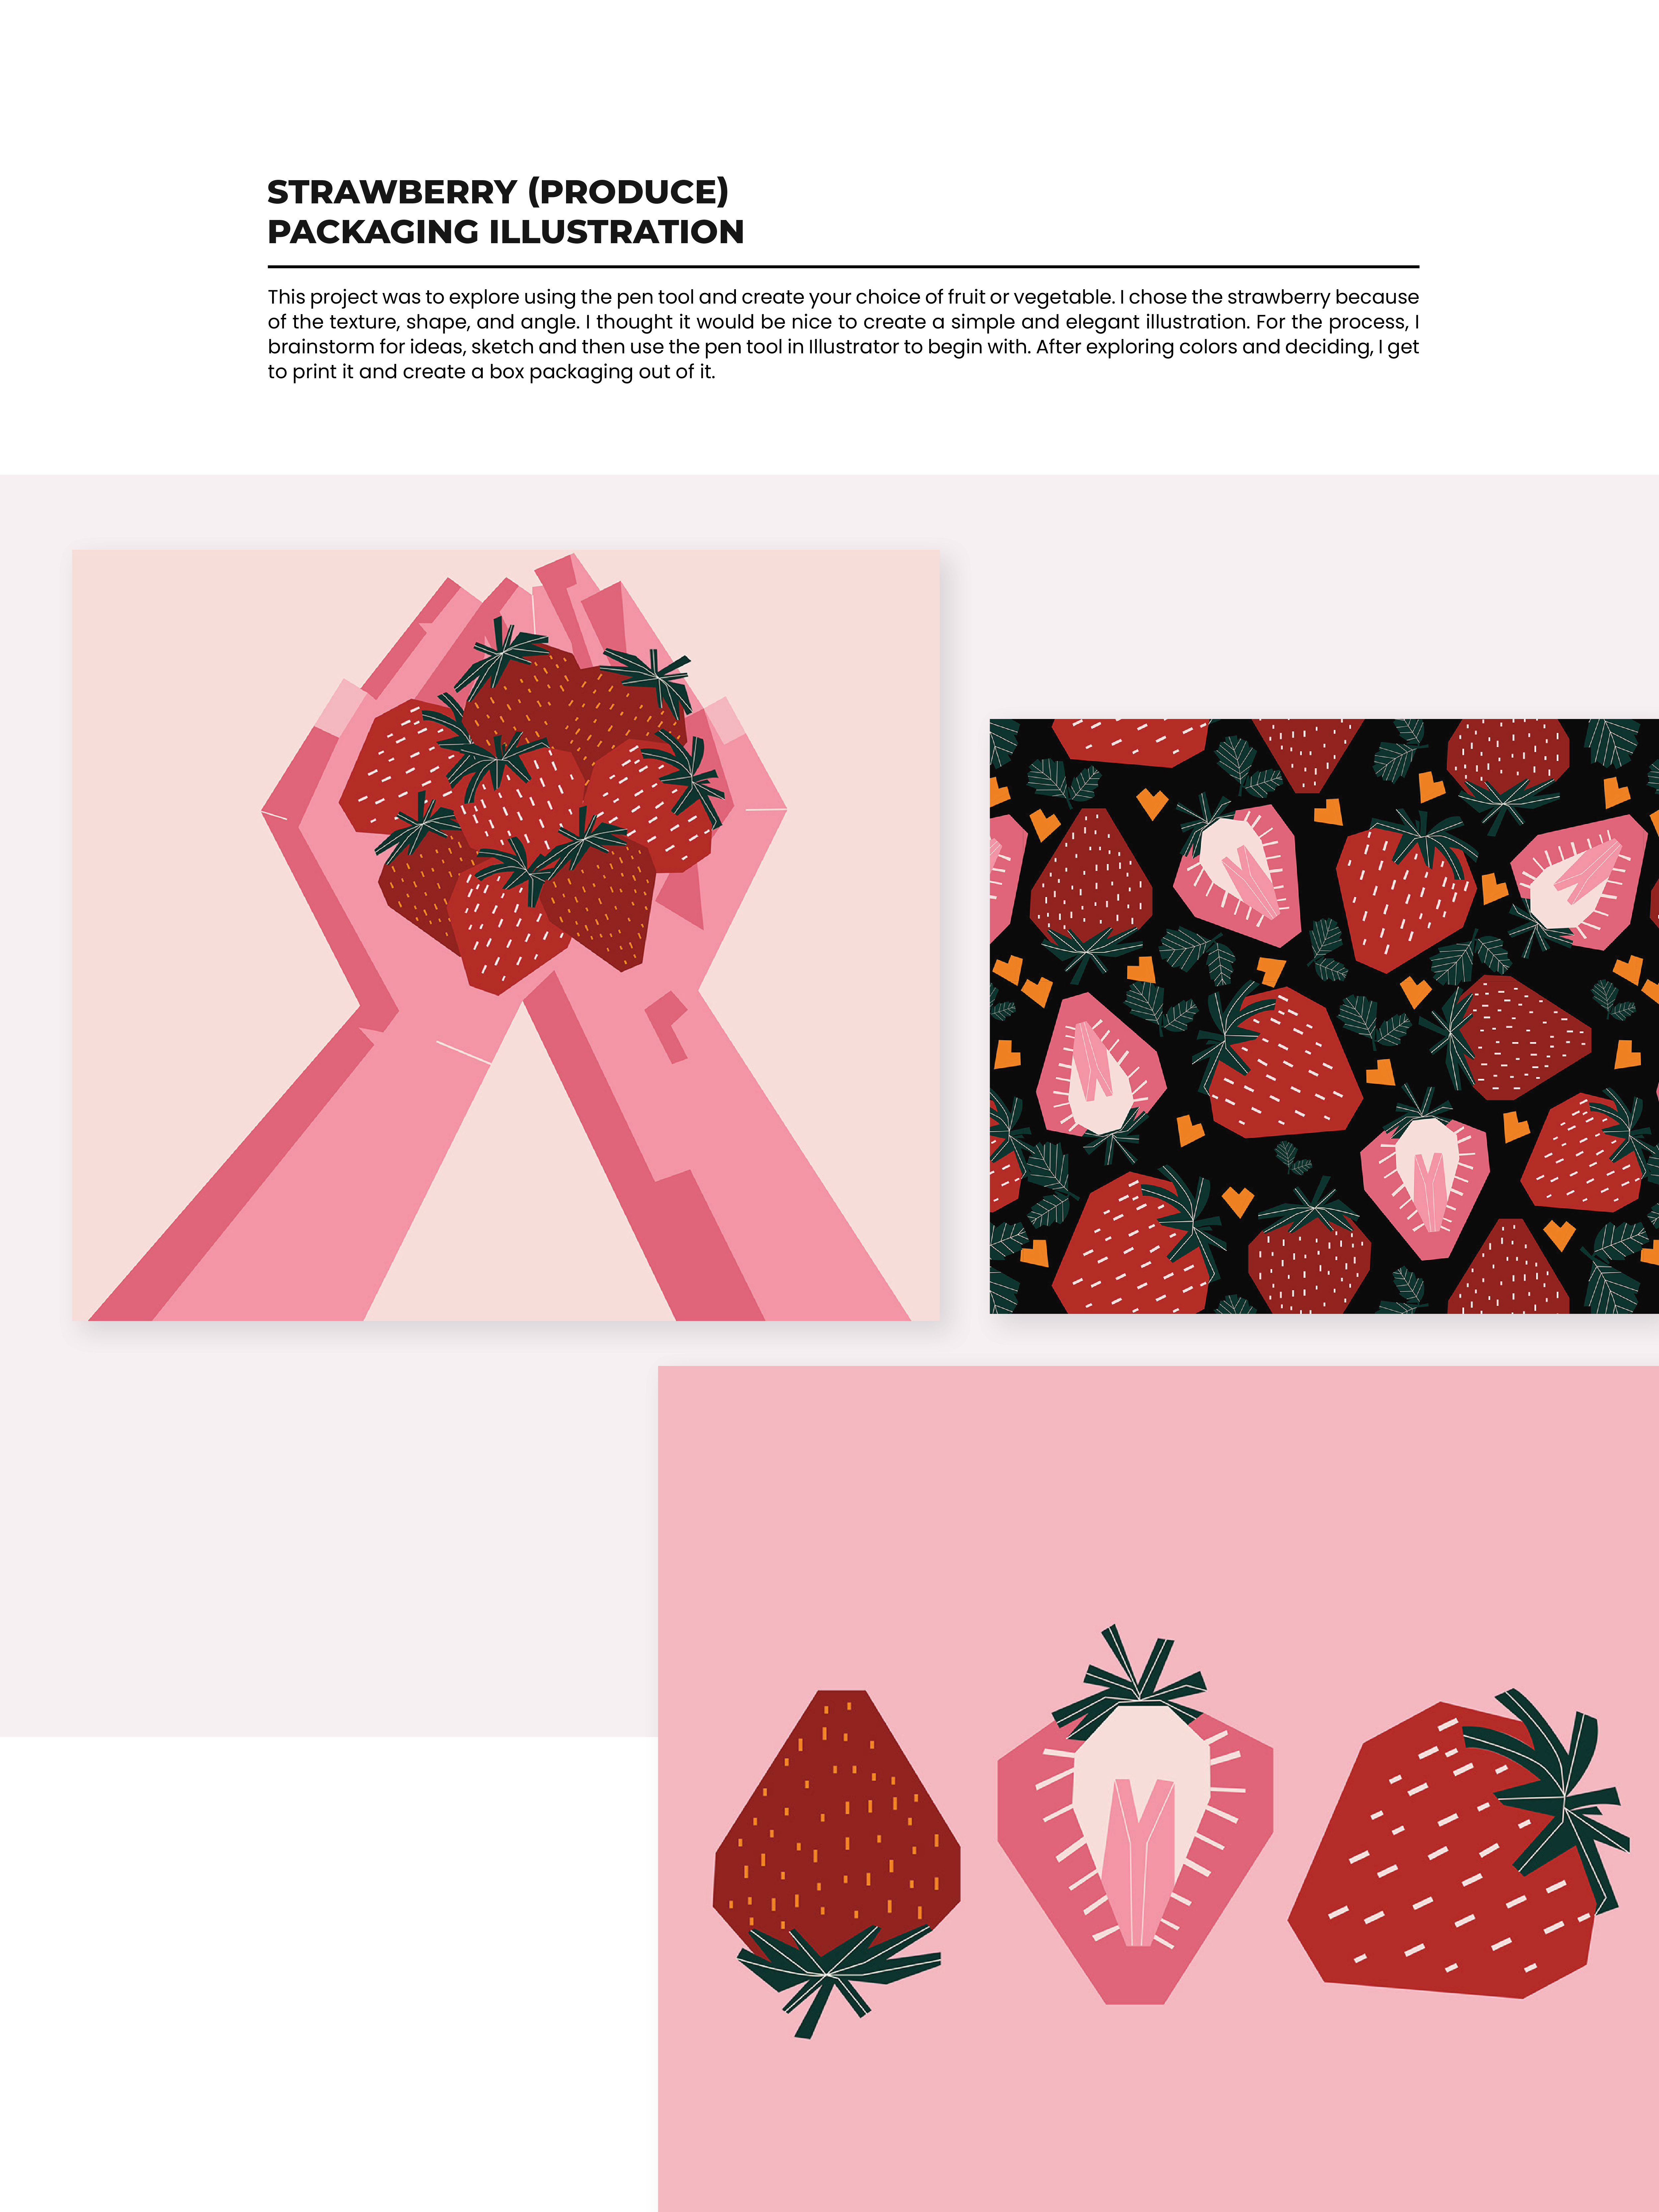 STRAWBERRY (PRODUCE)
PACKAGING ILLUSTRATION
This project was to explore using the pen tool and create your choice of fruit or vegetable. I chose the strawberry because
of the texture, shape, and angle. I thought it would be nice to create a simple and elegant illustration. For the process, I
brainstorm for ideas, sketch and then use the pen tool in Illustrator to begin with. After exploring colors and deciding, I get
to print it and create a box packaging out of it.